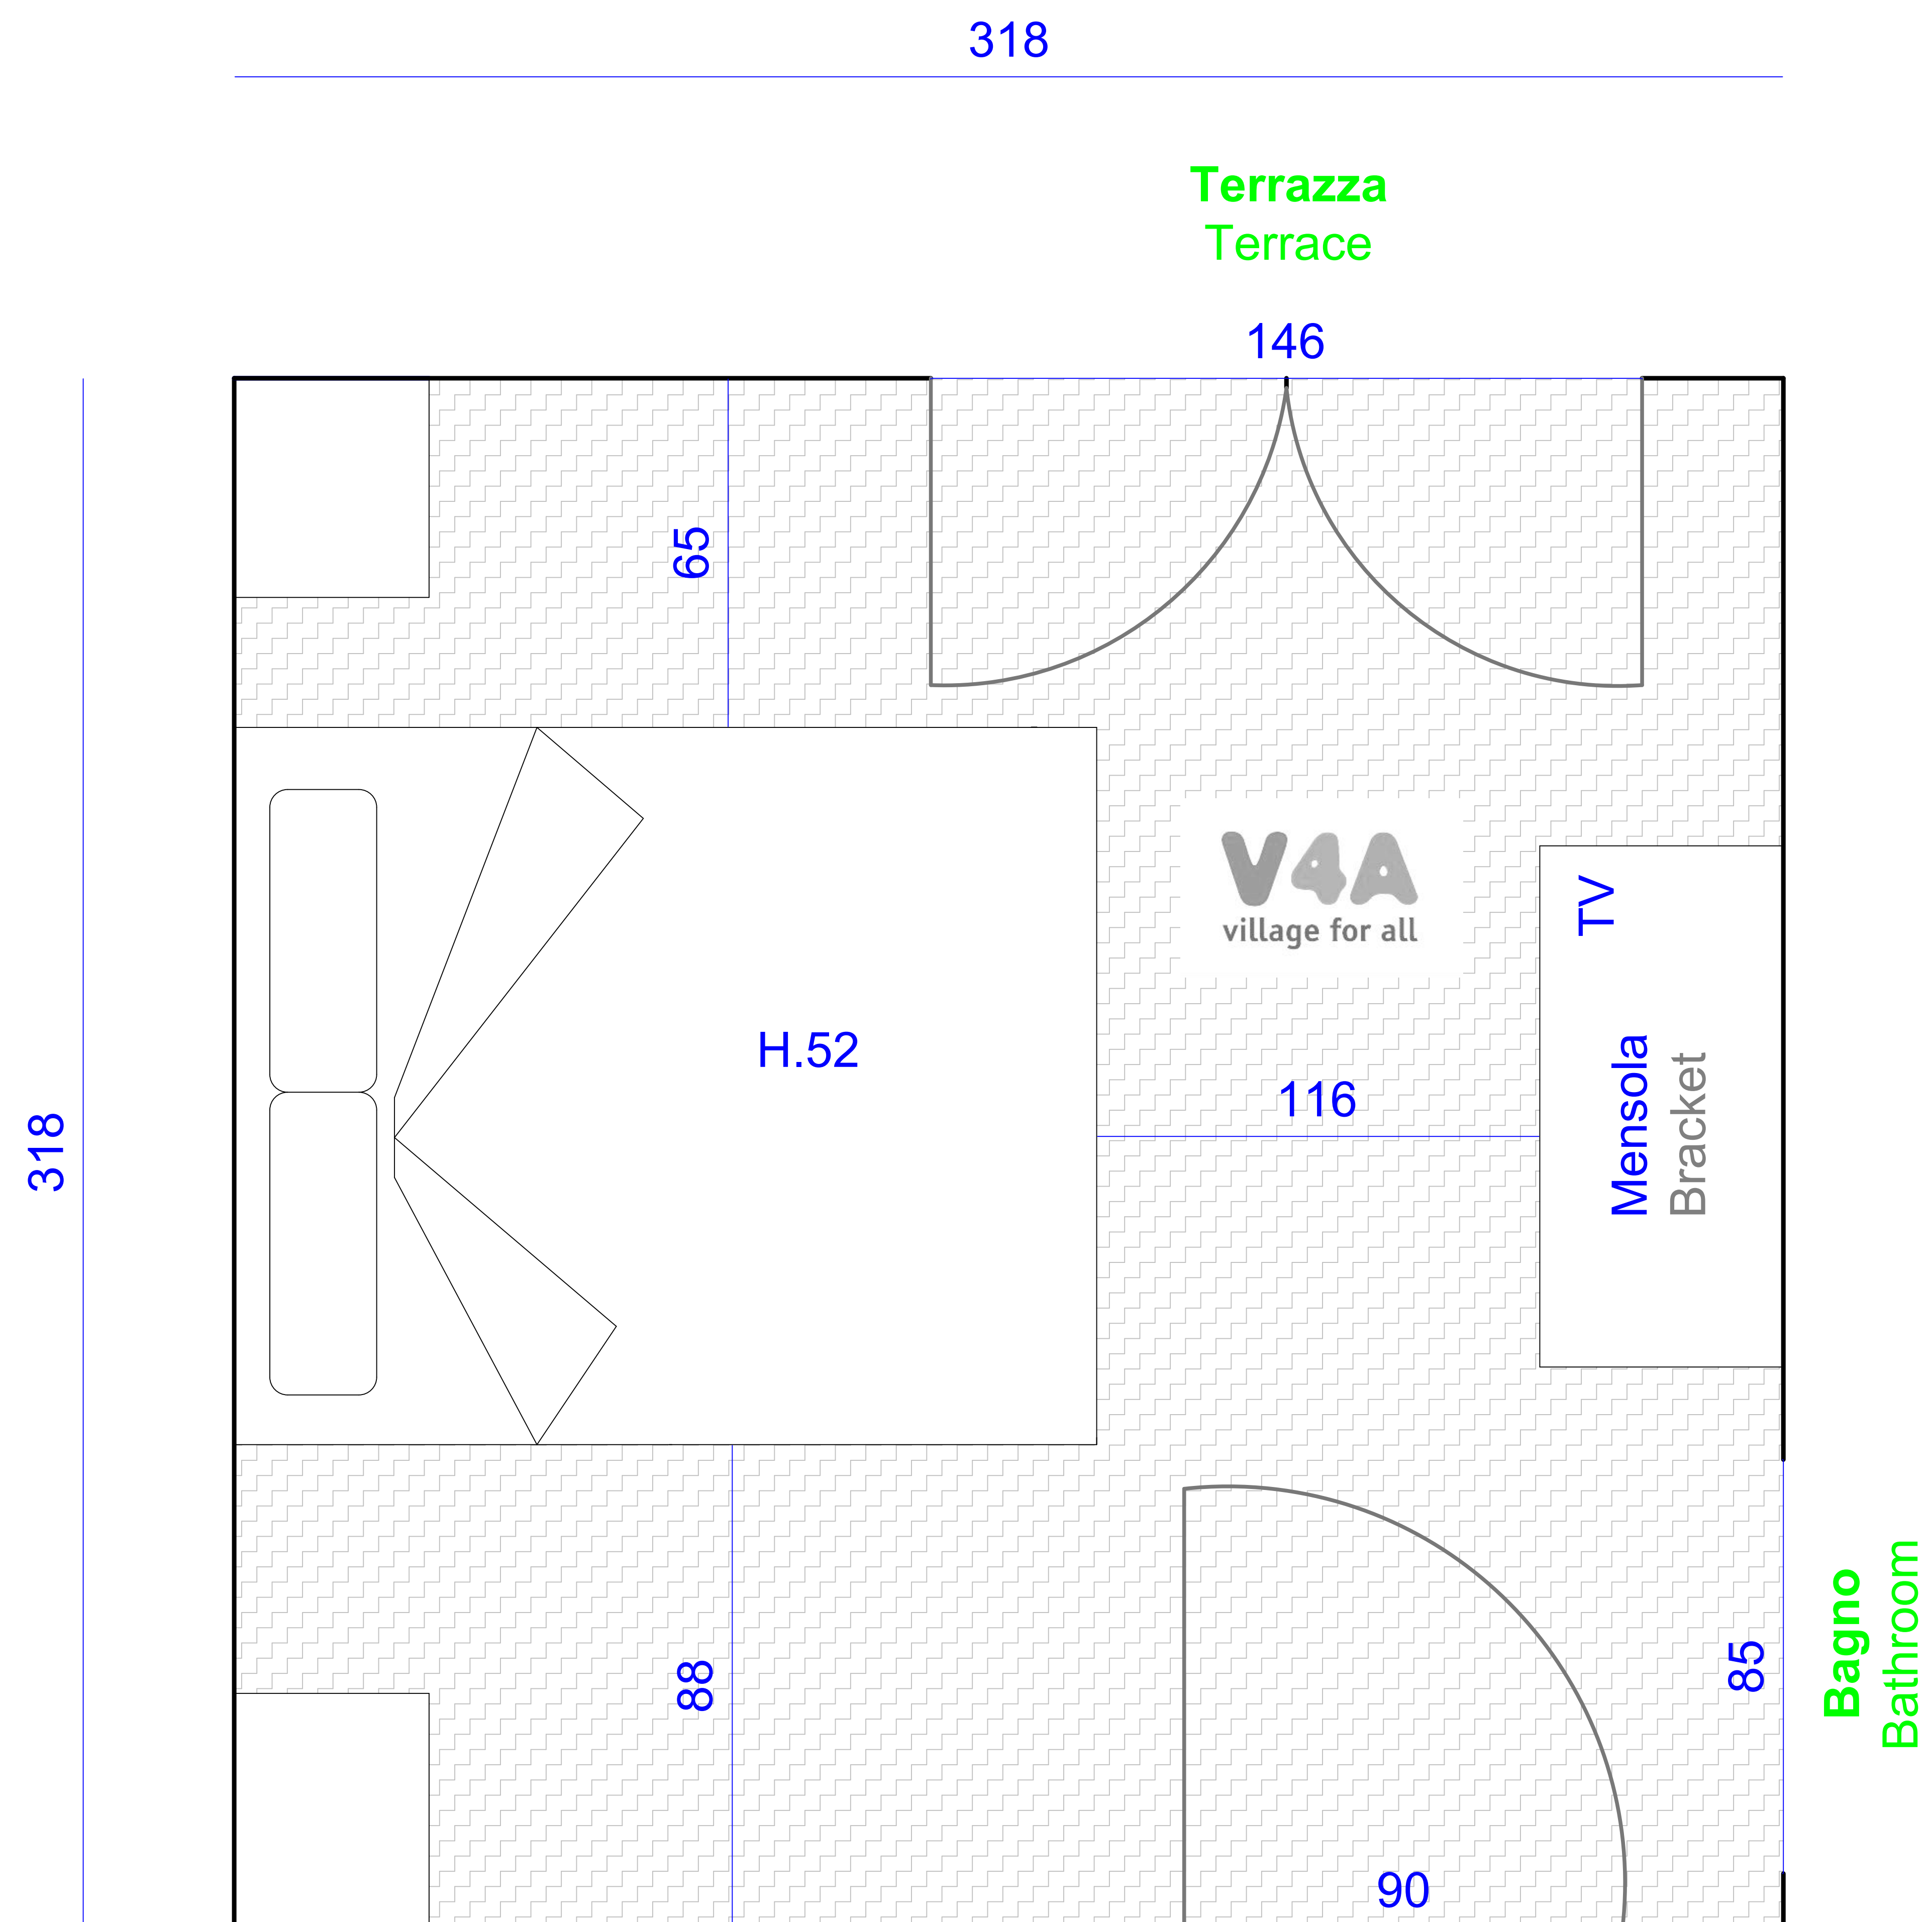 318
Terrazza
Terrace
146
65
318
V4A
village for all
H.52
116
TV
Mensola
Bracket
88
85
Bagno
Bathroom
90